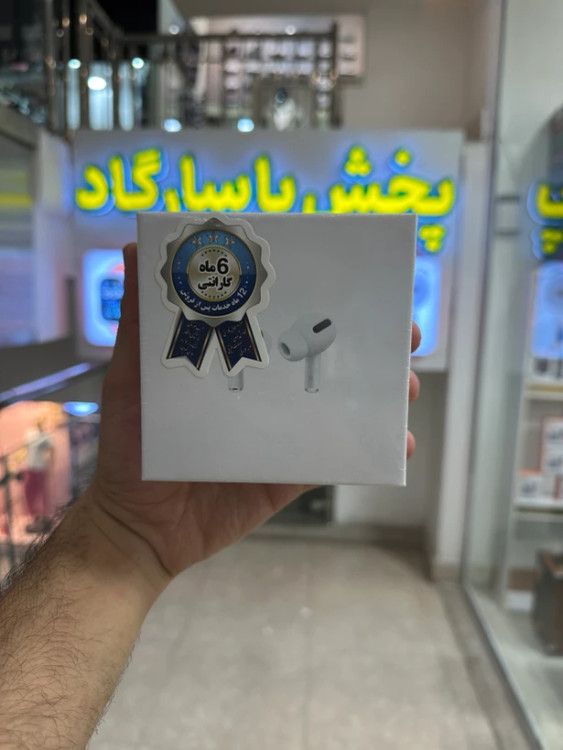 پخش پاسارگاد
6 ماه
گارانتی
12 ماه خدمات پس از فروش